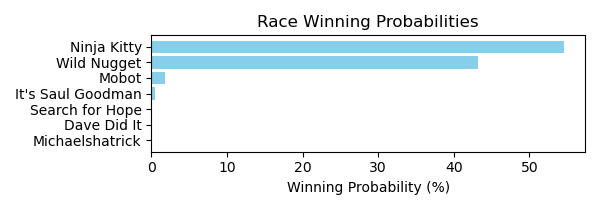 Race Winning Probabilities
Ninja Kitty
Wild Nugget
Mobot
It's Saul Goodman
Search for Hope
Dave Did It
Michaelshatrick
0 10 20 30 40 50
Winning Probability (%)